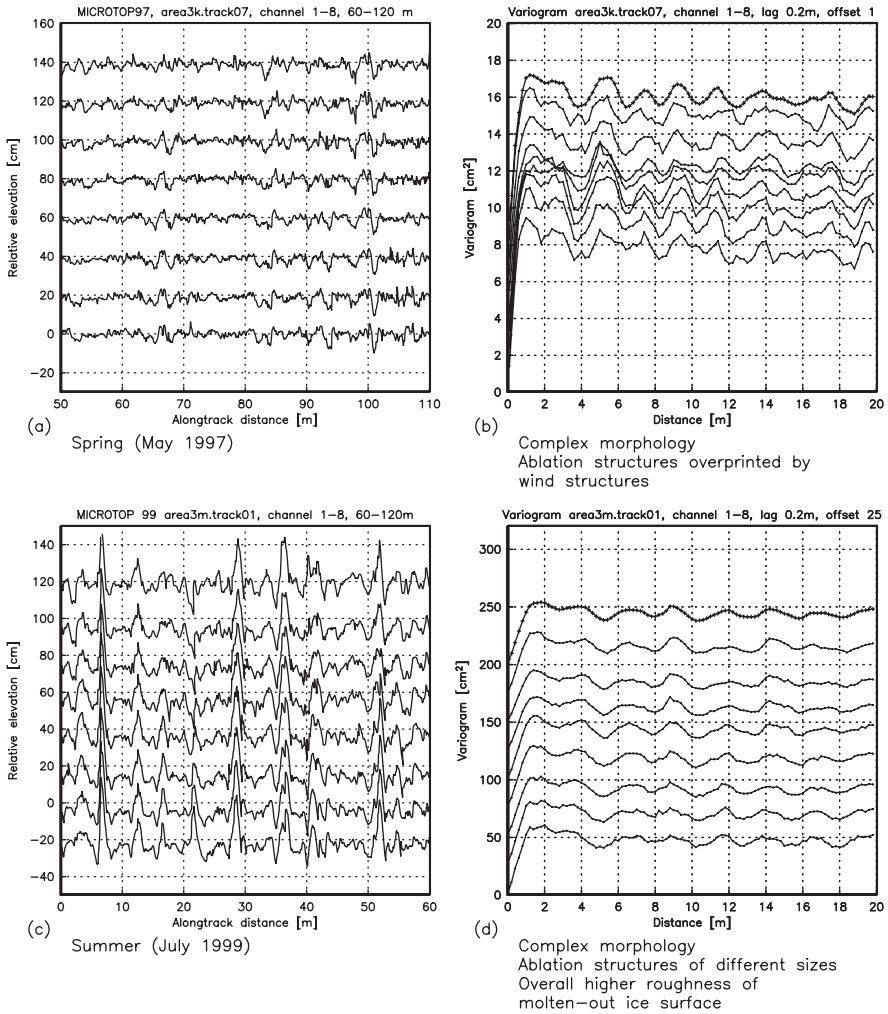 MICROTOP97, area3k.track07, channel 1–8, 60–120 m
160
140
120
100
80
60
40
20
0
−20
Relative elevation [cm]
50 60 70 80 90 100 110
Alongtrack distance [m]
(a)
Spring (May 1997)
Variogram area3k.track07, channel 1–8, lag 0.2m, offset 1
20
18
16
14
12
10
8
6
4
2
0
Variogram [cm²]
0 2 4 6 8 10 12 14 16 18 20
Distance [m]
(b)
Complex morphology
Ablation structures overprinted by
wind structures
MICROTOP 99 area3m.track01, channel 1–8, 60–120m
140
120
100
80
60
40
20
0
−20
−40
Relative elevation [cm]
0 10 20 30 40 50 60
Alongtrack distance [m]
(c)
Summer (July 1999)
Variogram area3m.track01, channel 1–8, lag 0.2m, offset 25
300
250
200
150
100
50
0
Variogram [cm²]
0 2 4 6 8 10 12 14 16 18 20
Distance [m]
(d)
Complex morphology
Ablation structures of different sizes
Overall higher roughness of
molten–out ice surface